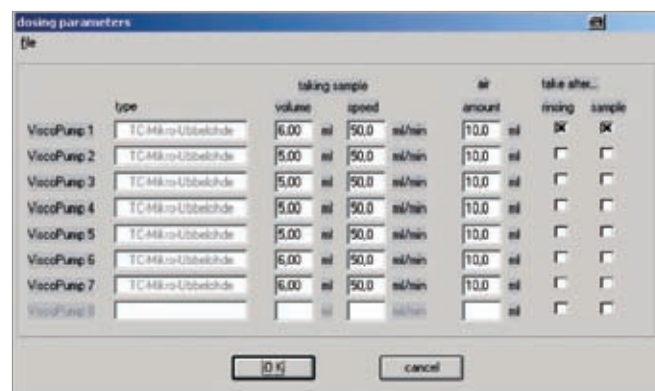 dosing parameters
file
taking sample air take after...
type volume speed amount rinsing sample
ViscoPump 1 TC-Mikro-Ubbelohde 6,00 ml 50,0 ml/min 10,0 ml
ViscoPump 2 TC-Mikro-Ubbelohde 5,00 ml 50,0 ml/min 10,0 ml
ViscoPump 3 TC-Mikro-Ubbelohde 5,00 ml 50,0 ml/min 10,0 ml
ViscoPump 4 TC-Mikro-Ubbelohde 5,00 ml 50,0 ml/min 10,0 ml
ViscoPump 5 TC-Mikro-Ubbelohde 5,00 ml 50,0 ml/min 10,0 ml
ViscoPump 6 TC-Mikro-Ubbelohde 6,00 ml 50,0 ml/min 10,0 ml
ViscoPump 7 TC-Mikro-Ubbelohde 6,00 ml 50,0 ml/min 10,0 ml
ViscoPump 8 ml ml/min ml
OK cancel